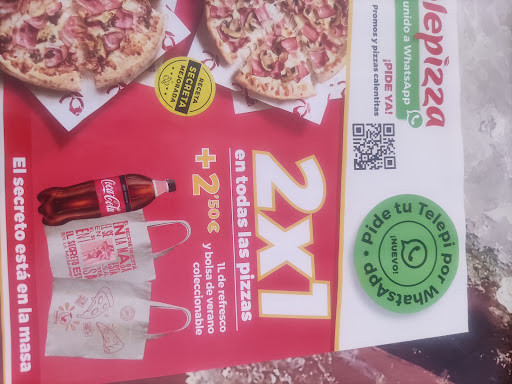 telepizza
unido a WhatsApp
Promos y pizzas calentitas
¡PIDE YA!
Pide tu Telepi por WhatsApp
¡NUEVO!
RECETA
SECRETA
MEJORADA
2x1
en todas las pizzas
+2'50€
1L de refresco
y bolsa de verano
coleccionable
Coca-Cola
El secreto está en la masa